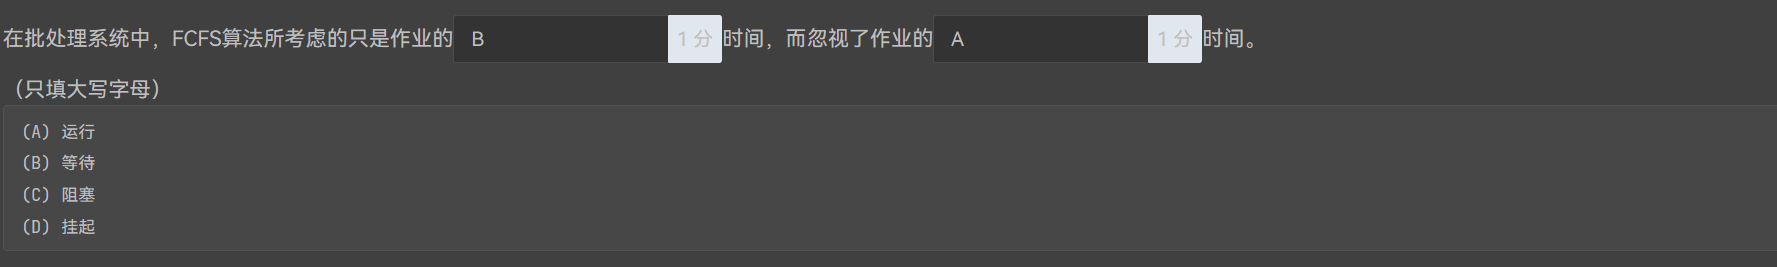 在批处理系统中，FCFS算法所考虑的只是作业的 B 1 分 时间，而忽视了作业的 A 1 分 时间。
（只填大写字母）
(A) 运行
(B) 等待
(C) 阻塞
(D) 挂起